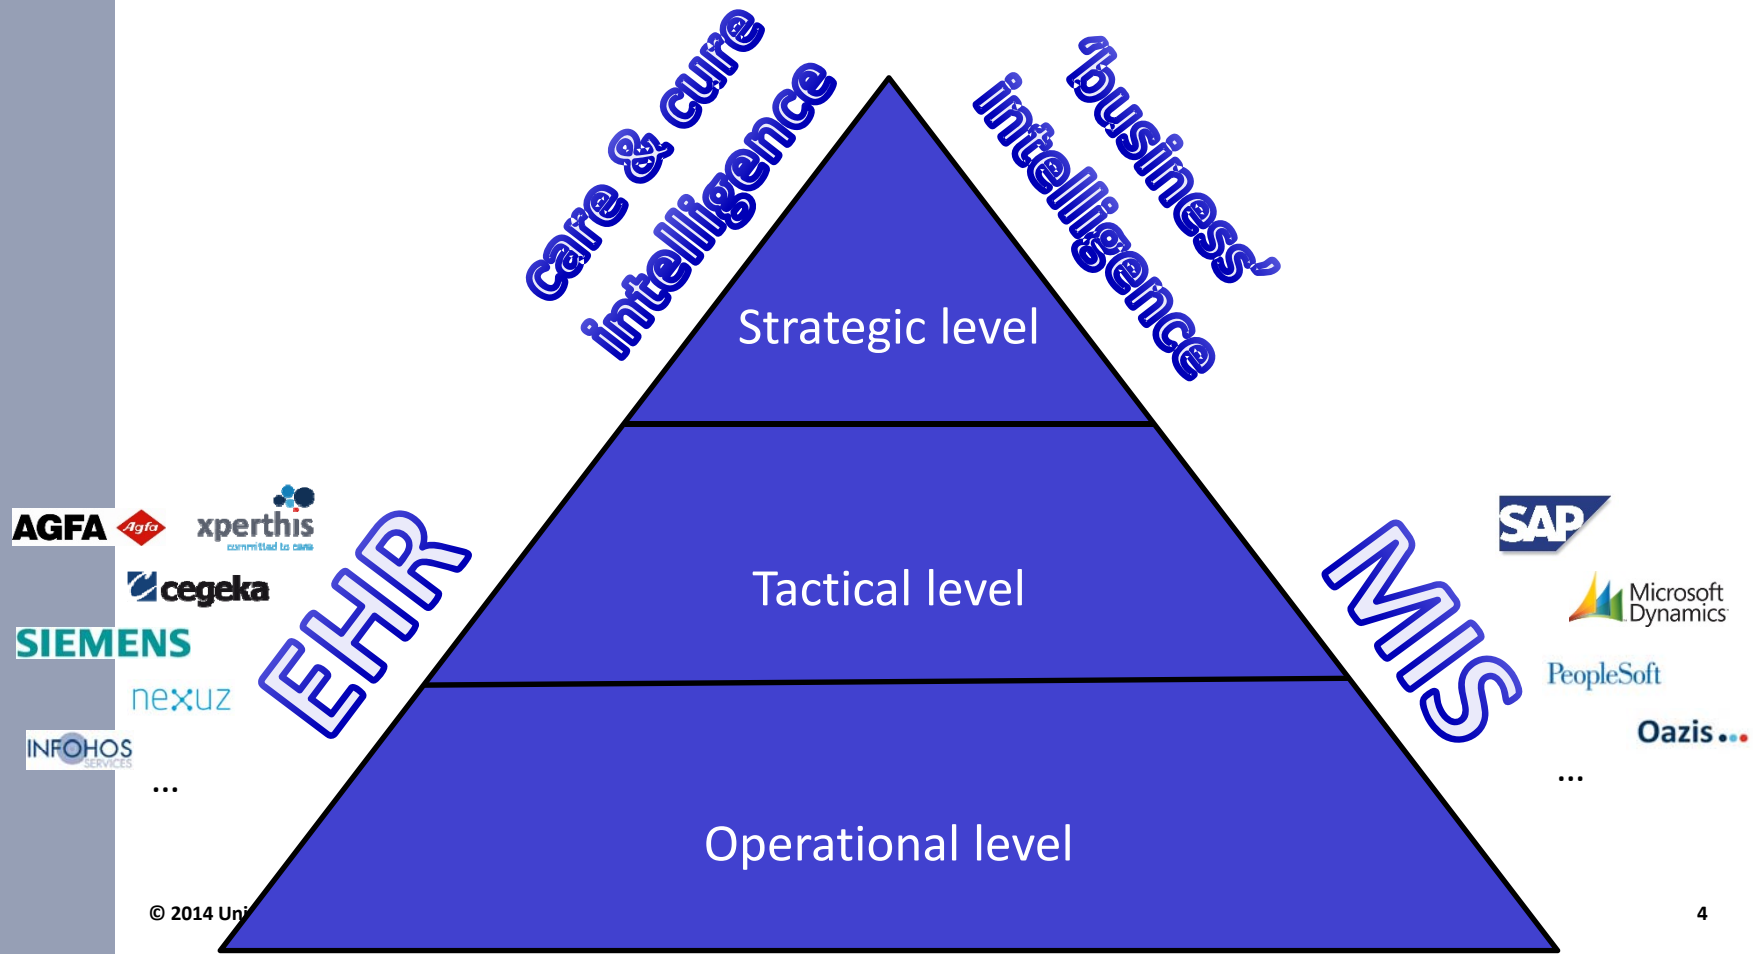 care & cure
intelligence
'business'
intelligence
Strategic level
AGFA Agfa
xperthis
committed to care
cegeka
SIEMENS
nexuz
INFOHOS
SERVICES
...
EHR
Tactical level
MIS
SAP
Microsoft
Dynamics
PeopleSoft
Oazis
...
Operational level
© 2014 Uni
4